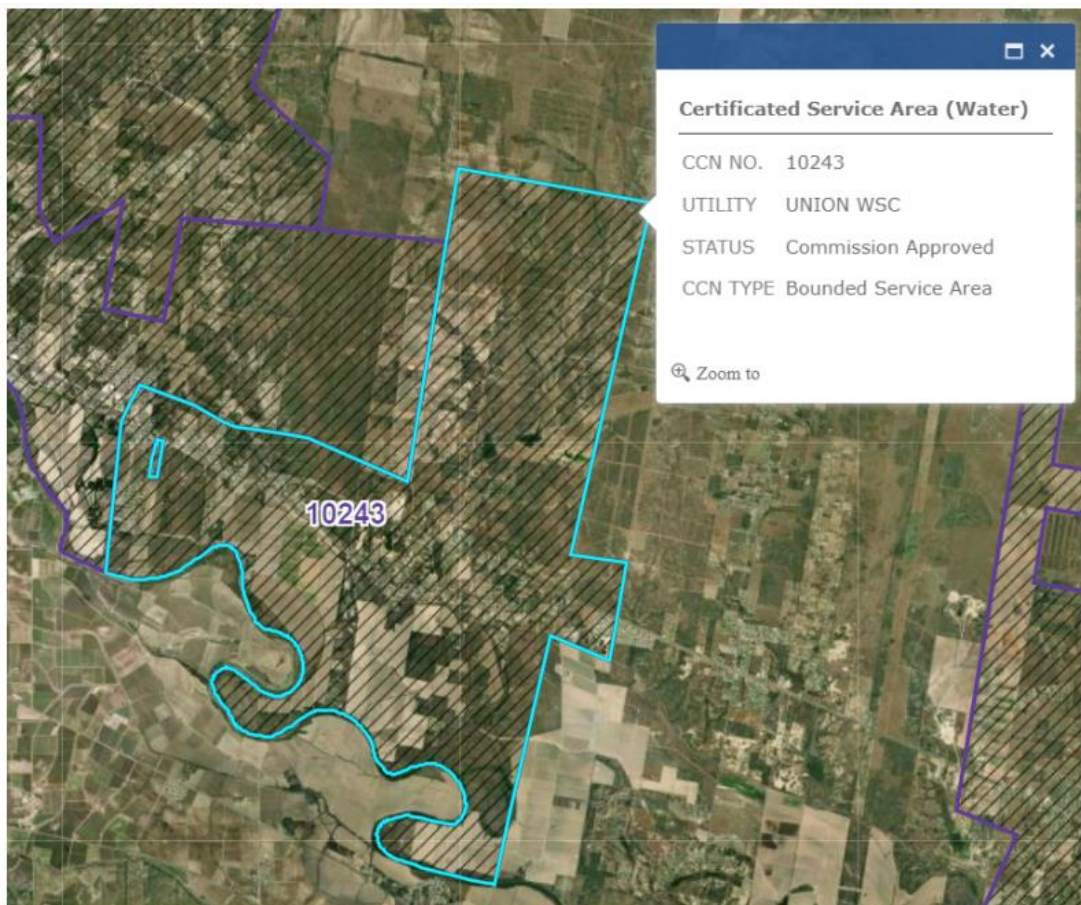 Certificated Service Area (Water)
CCN NO. 10243
UTILITY UNION WSC
STATUS Commission Approved
CCN TYPE Bounded Service Area
Zoom to
10243